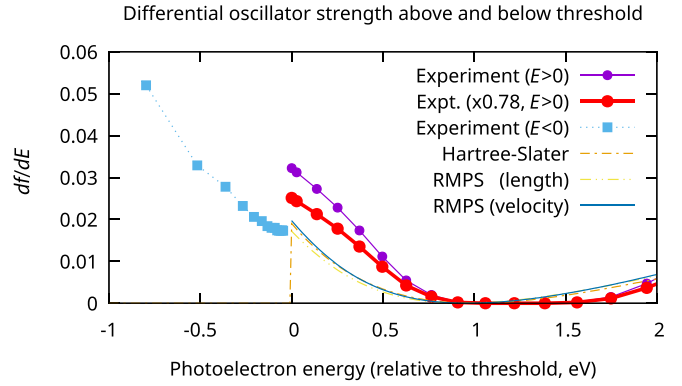 Differential oscillator strength above and below threshold
0.06
0.05
0.04
0.03
0.02
0.01
0
df/dE
Experiment (E>0)
Expt. (x0.78, E>0)
Experiment (E<0)
Hartree-Slater
RMPS (length)
RMPS (velocity)
-1 -0.5 0 0.5 1 1.5 2
Photoelectron energy (relative to threshold, eV)